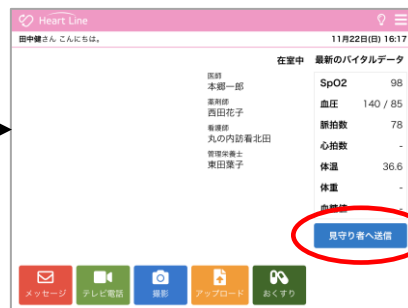 Heart Line
田中健さん こんにちは。
11月22日(日) 16:17
在室中
医師
本郷一郎
薬剤師
西田花子
看護師
丸の内訪看北田
管理栄養士
東田葉子
最新のバイタルデータ
SpO2 98
血圧 140 / 85
脈拍数 78
心拍数 -
体温 36.6
体重 -
血糖値 -
見守り者へ送信
メッセージ
テレビ電話
撮影
アップロード
おくすり